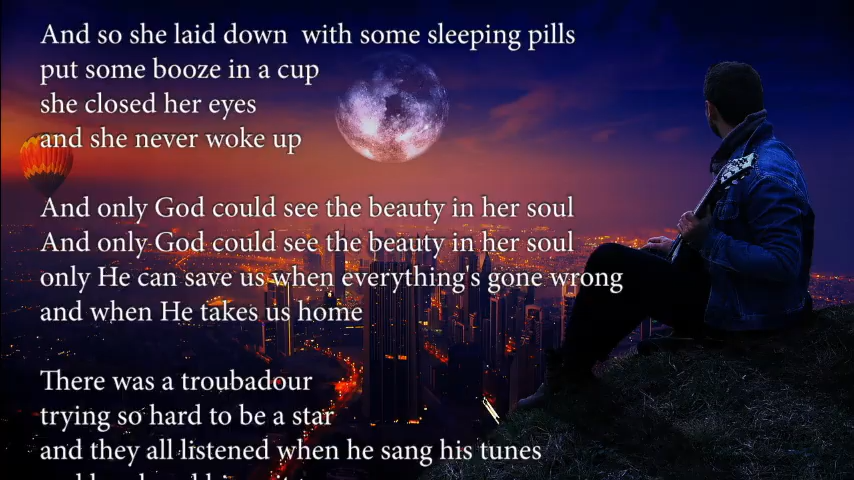 And so she laid down  with some sleeping pills
put some booze in a cup
she closed her eyes
and she never woke up
And only God could see the beauty in her soul
And only God could see the beauty in her soul
only He can save us when everything's gone wrong
and when He takes us home
There was a troubadour
trying so hard to be a star
and they all listened when he sang his tunes